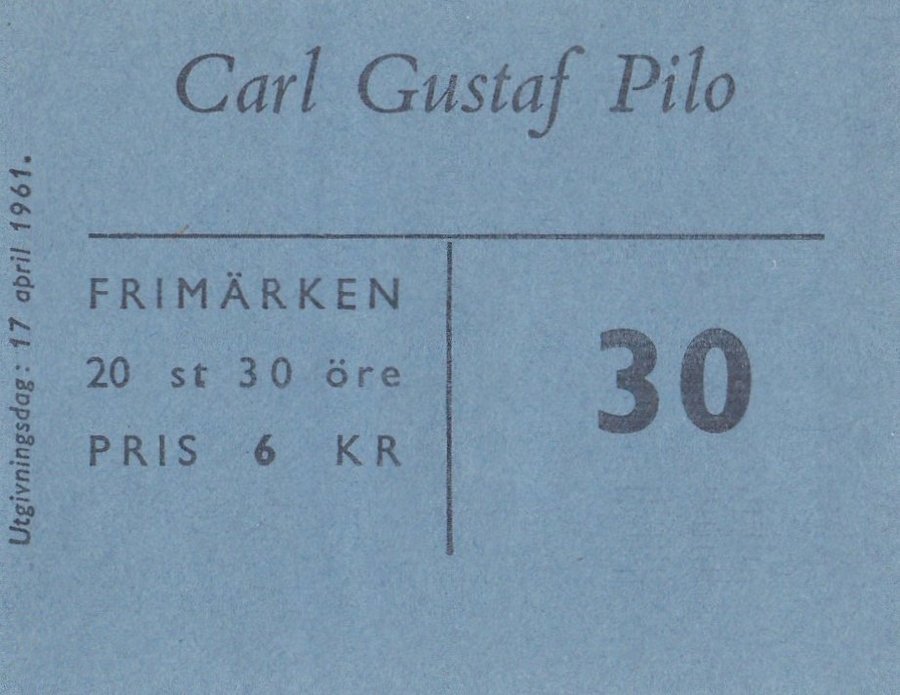 Carl Gustaf Pilo
Utgivningsdag: 17 april 1961.
FRIMÄRKEN
20 st 30 öre
PRIS 6 KR
30